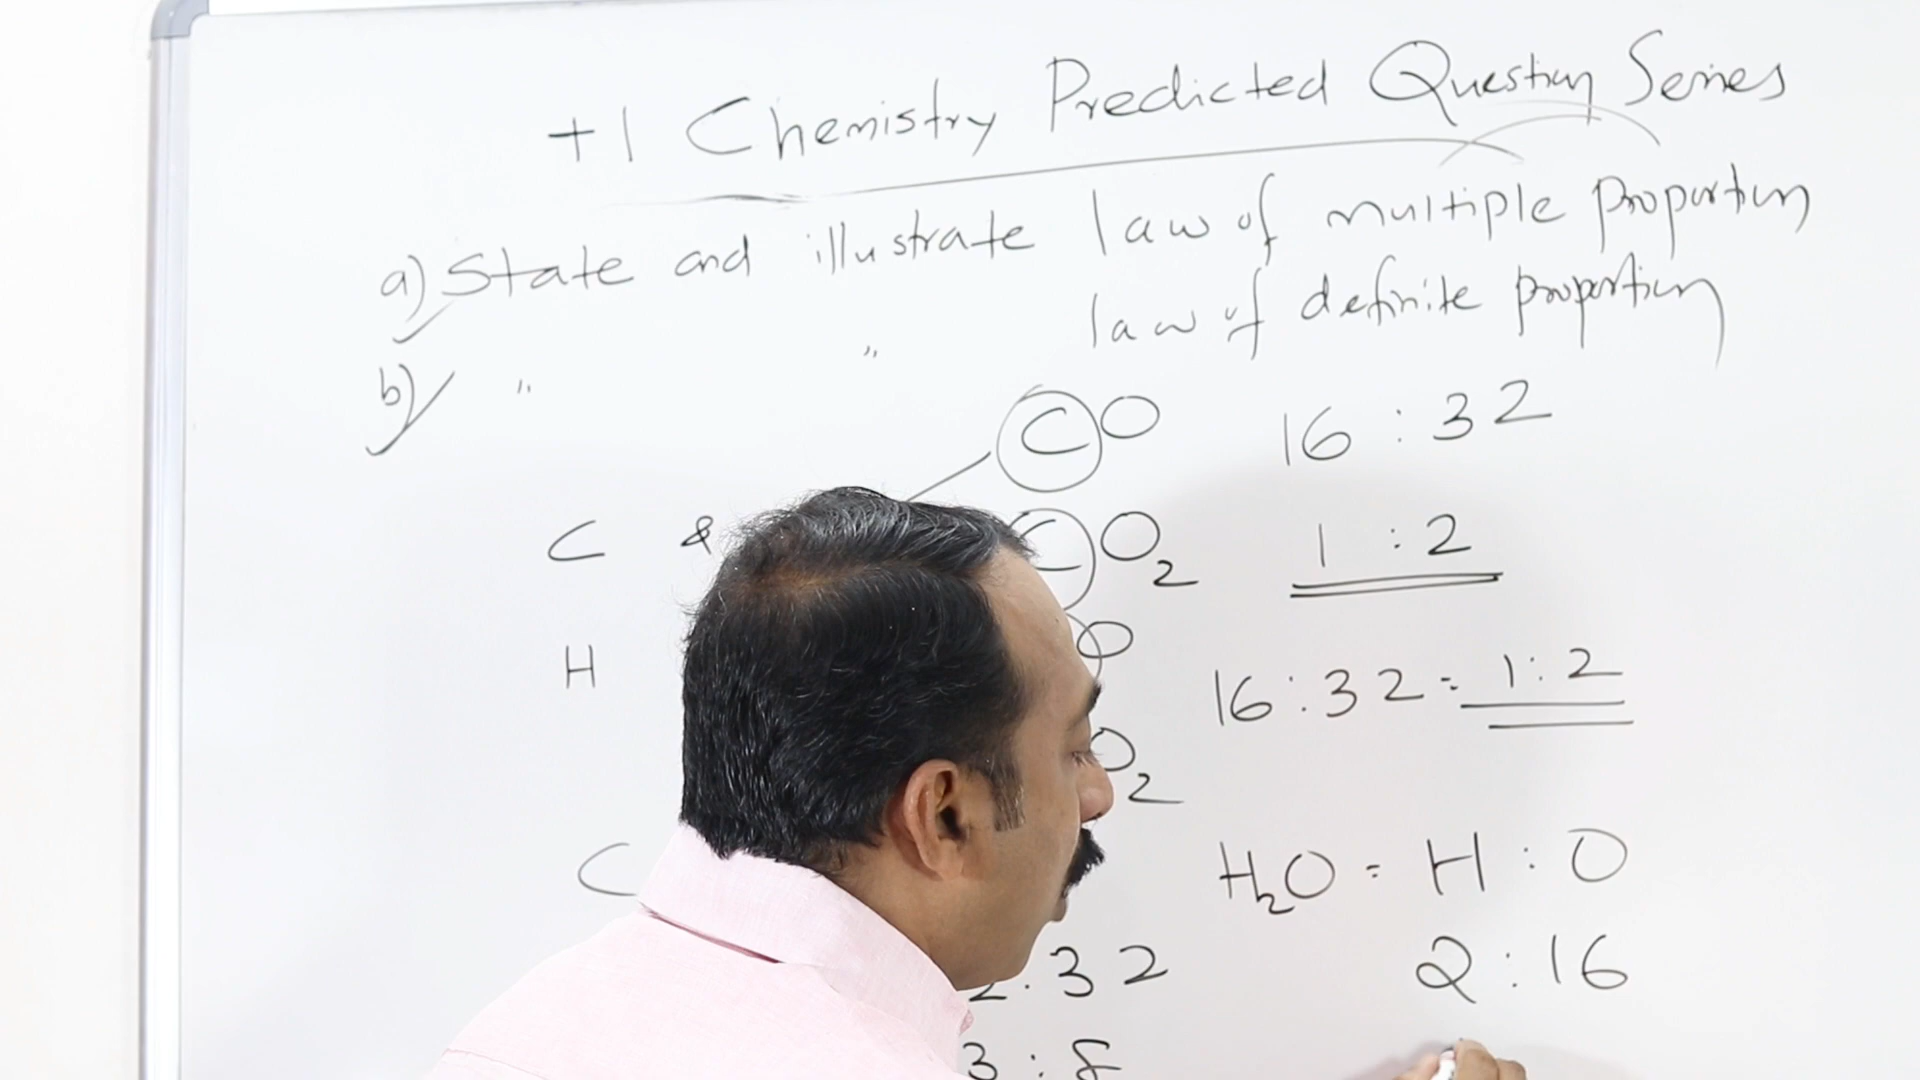 +1 Chemistry Predicted Question Series
a) State and illustrate law of multiple proportion
b) " " law of definite proportion
CO 16 : 32
C & CO2 1 : 2
H O 16 : 32 = 1 : 2
O2
C H2O = H : O
2 : 32 2 : 16
3 : 8